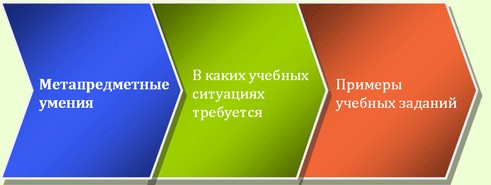 Метапредметные
умения
В каких учебных
ситуациях
требуется
Примеры
учебных заданий